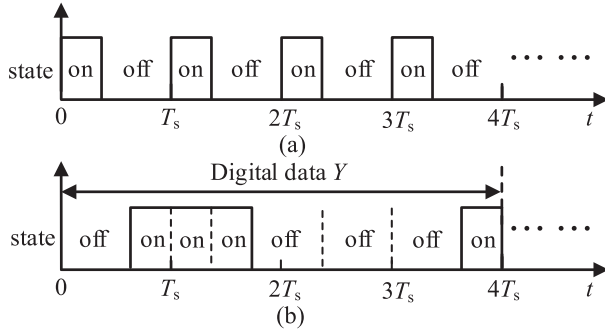 state on off on off on off on off ... ...
0 Ts 2Ts 3Ts 4Ts t
(a)
Digital data Y
state off on on on off off off on ... ...
0 Ts 2Ts 3Ts 4Ts t
(b)